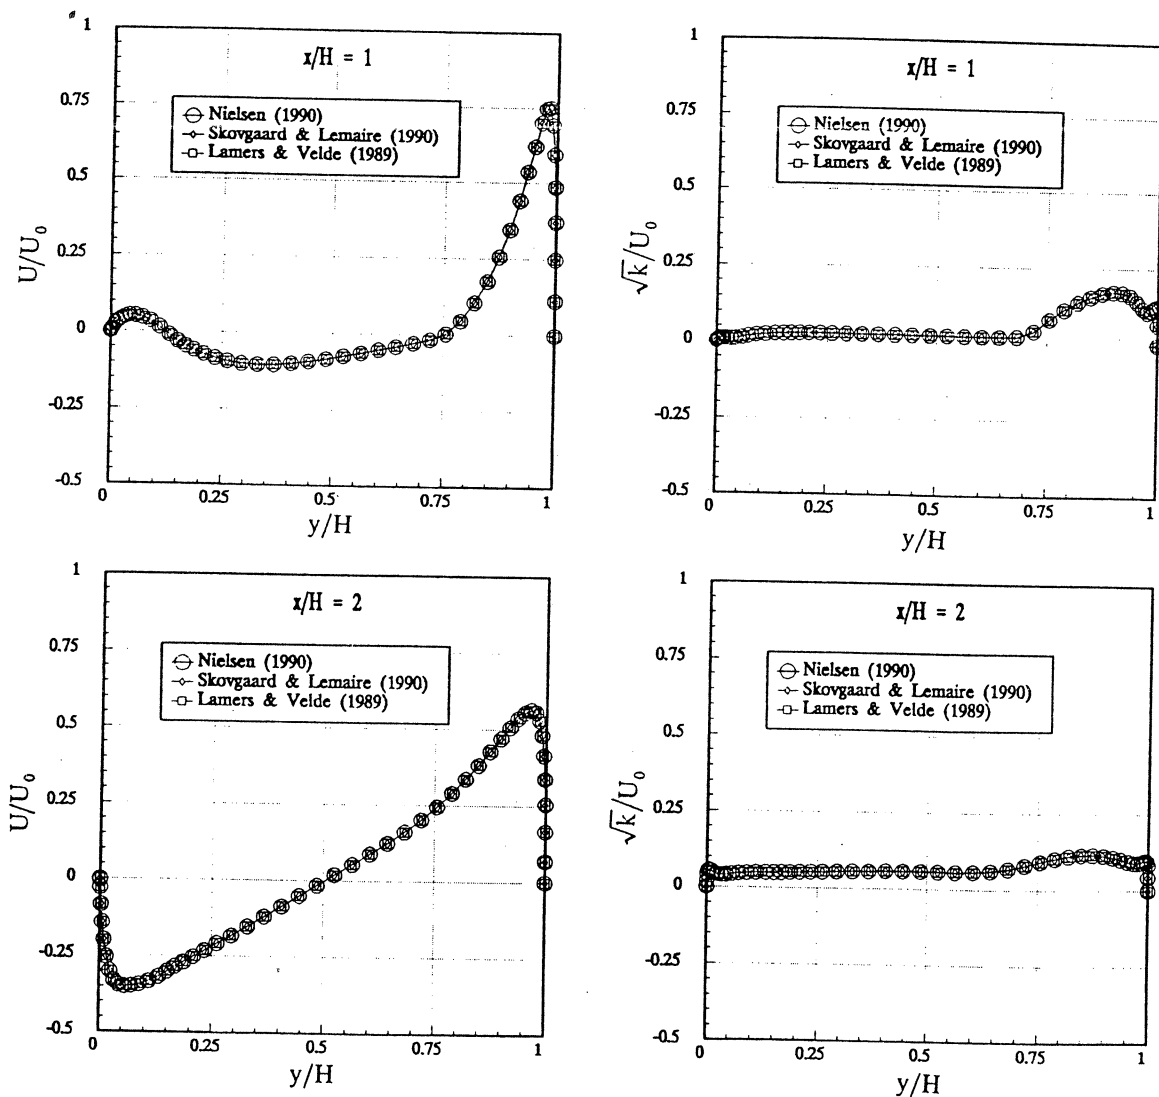 x/H = 1
Nielsen (1990)
Skovgaard & Lemaire (1990)
Lamers & Velde (1989)
1
0.75
0.5
0.25
0
-0.25
-0.5
U/U₀
0
0.25
0.5
0.75
1
y/H
x/H = 1
Nielsen (1990)
Skovgaard & Lemaire (1990)
Lamers & Velde (1989)
1
0.75
0.5
0.25
0
-0.25
-0.5
√k/U₀
0
0.25
0.5
0.75
1
y/H
x/H = 2
Nielsen (1990)
Skovgaard & Lemaire (1990)
Lamers & Velde (1989)
1
0.75
0.5
0.25
0
-0.25
-0.5
U/U₀
0
0.25
0.5
0.75
1
y/H
x/H = 2
Nielsen (1990)
Skovgaard & Lemaire (1990)
Lamers & Velde (1989)
1
0.75
0.5
0.25
0
-0.25
-0.5
√k/U₀
0
0.25
0.5
0.75
1
y/H